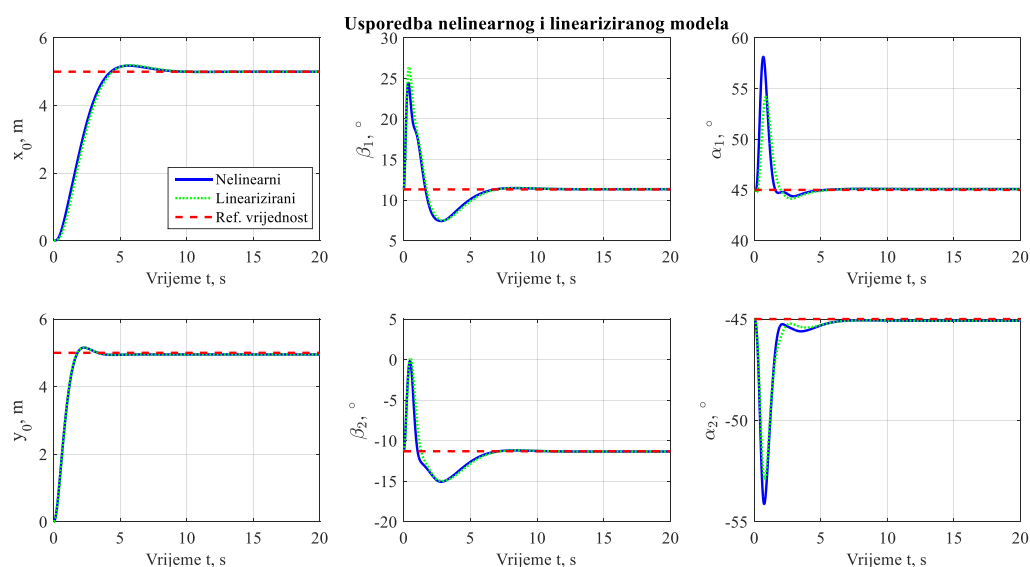 Usporedba nelinearnog i lineariziranog modela
6
4
2
0
x₀, m
0 5 10 15 20
Vrijeme t, s
Nelinearni
Linearizirani
Ref. vrijednost
30
25
20
15
10
5
β₁, °
0 5 10 15 20
Vrijeme t, s
60
55
50
45
40
α₁, °
0 5 10 15 20
Vrijeme t, s
6
4
2
0
y₀, m
0 5 10 15 20
Vrijeme t, s
5
0
-5
-10
-15
-20
β₂, °
0 5 10 15 20
Vrijeme t, s
-45
-50
-55
α₂, °
0 5 10 15 20
Vrijeme t, s